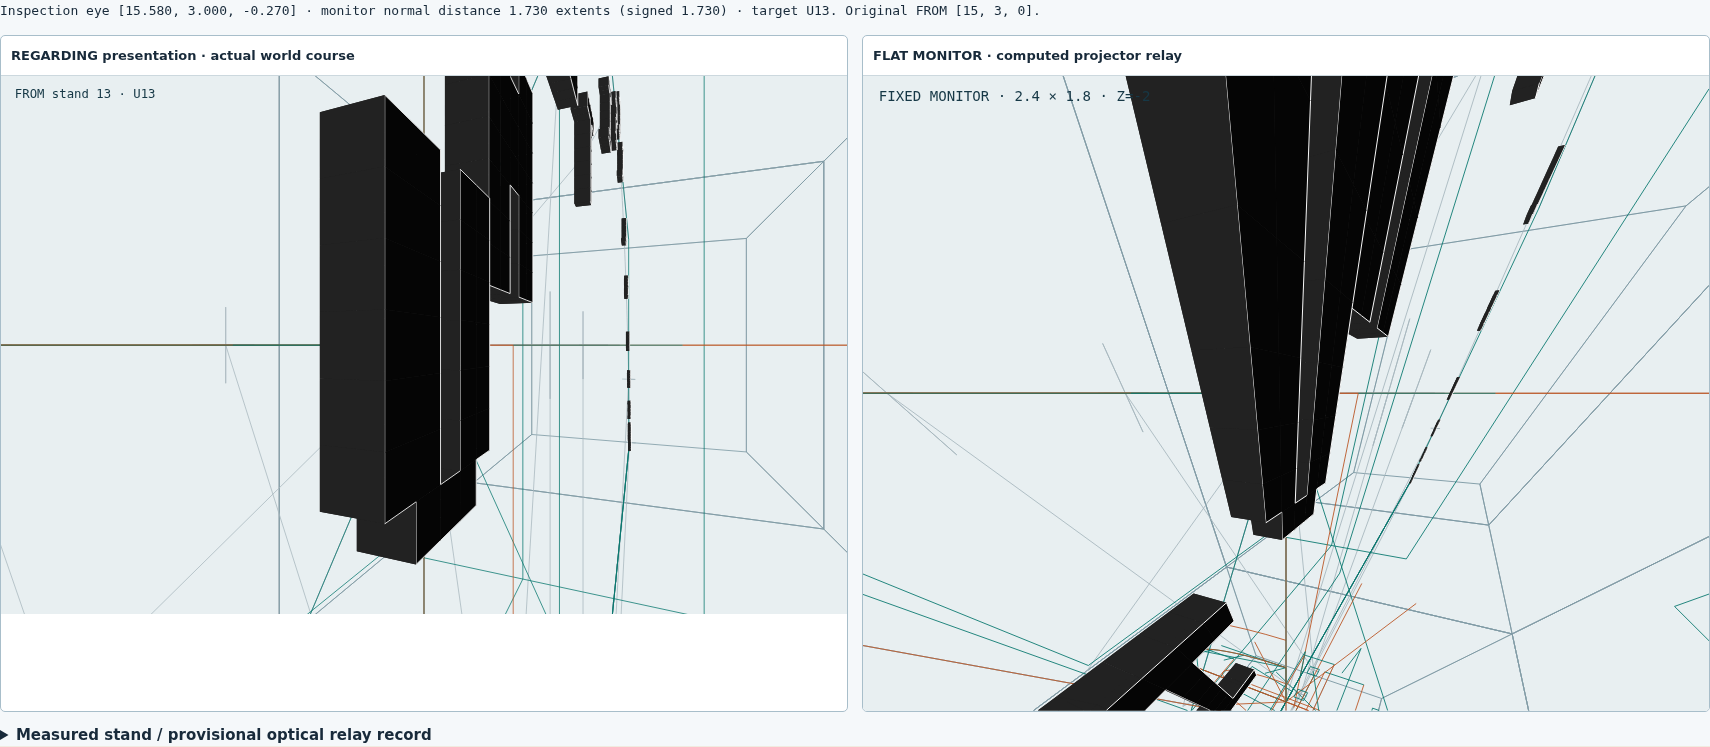 Inspection eye [15.580, 3.000, -0.270] · monitor normal distance 1.730 extents (signed 1.730) · target U13. Original FROM [15, 3, 0].
REGARDING presentation · actual world course
FROM stand 13 · U13
FLAT MONITOR · computed projector relay
FIXED MONITOR · 2.4 × 1.8 · Z=-2
Measured stand / provisional optical relay record